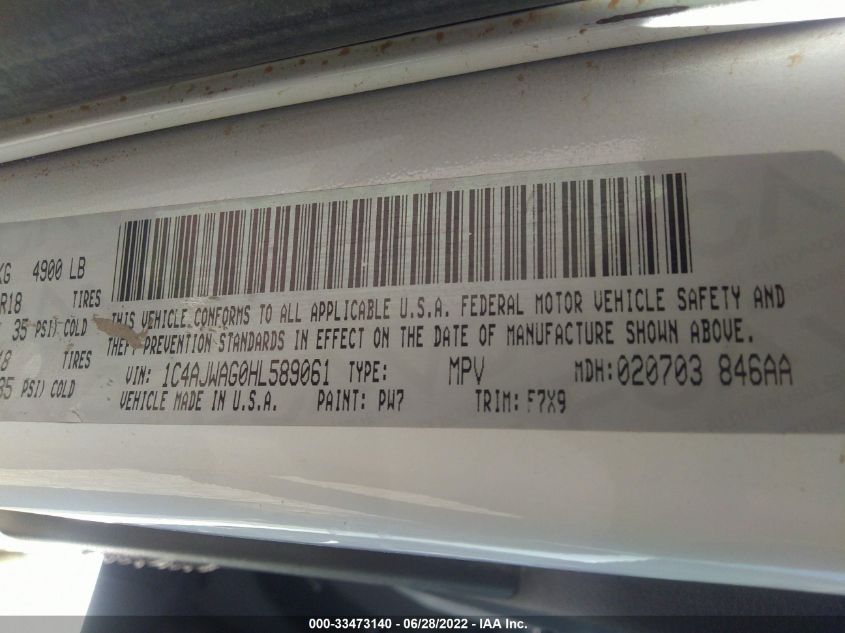 KG 4900 LB
R18 TIRES
35 PSI) COLD
TIRES
35 PSI) COLD
THIS VEHICLE CONFORMS TO ALL APPLICABLE U.S.A. FEDERAL MOTOR VEHICLE SAFETY AND
THEFT PREVENTION STANDARDS IN EFFECT ON THE DATE OF MANUFACTURE SHOWN ABOVE.
VIN: 1C4AJWAG0HL589061 TYPE: MPV MDH: 020703 846AA
VEHICLE MADE IN U.S.A. PAINT: PW7 TRIM: F7X9
000-33473140 - 06/28/2022 - IAA Inc.